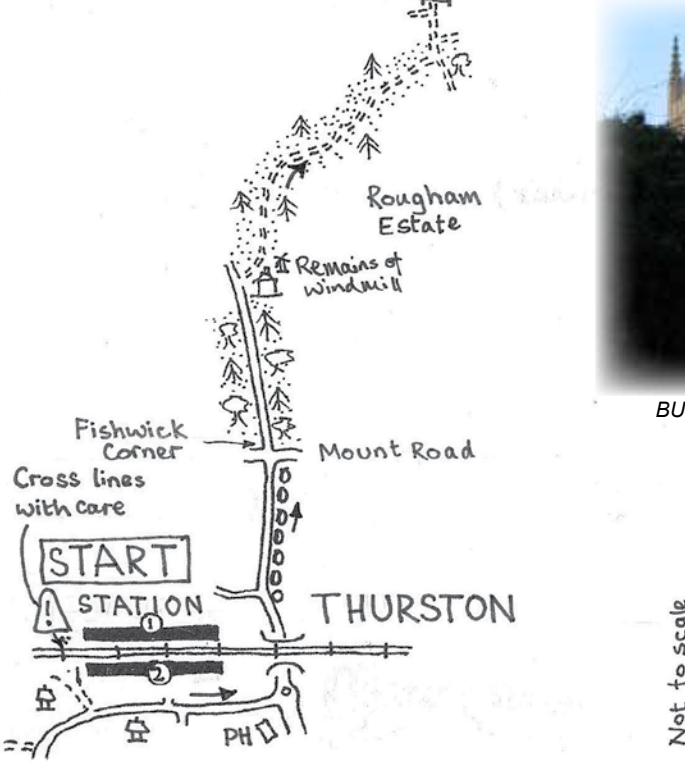 Rougham
Estate
Remains of
windmill
Fishwick
Corner
Mount Road
Cross lines
with care
START
!
STATION
THURSTON
1
2
PH
BU
Not to scale